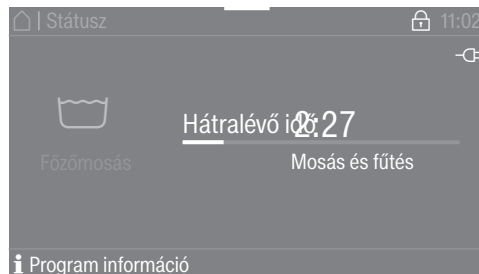 | Státusz 11:02
Hátralévő idő: 2:27
Főzőmosás
Mosás és fűtés
i Program információ